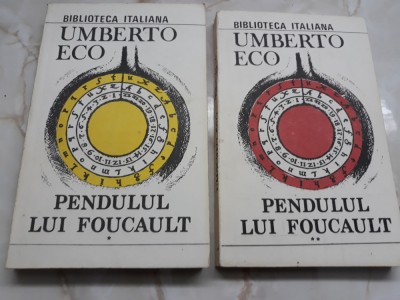 BIBLIOTECA ITALIANA
UMBERTO
ECO
PENDULUL
LUI FOUCAULT
*
BIBLIOTECA ITALIANA
UMBERTO
ECO
PENDULUL
LUI FOUCAULT
**